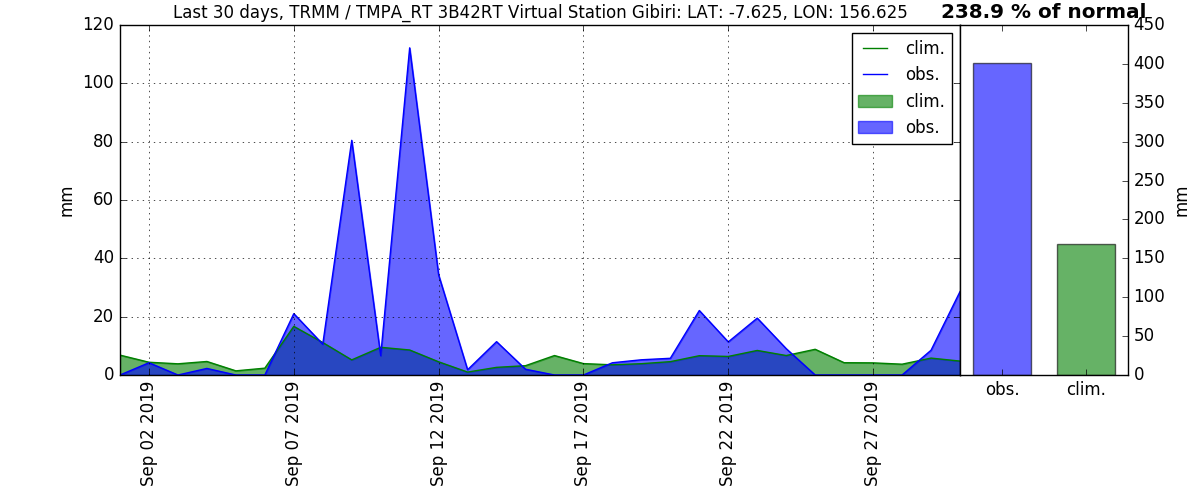 Last 30 days, TRMM / TMPA_RT 3B42RT Virtual Station Gibiri: LAT: -7.625, LON: 156.625
238.9 % of normal
120
100
80
60
40
20
0
mm
clim.
obs.
clim.
obs.
Sep 02 2019
Sep 07 2019
Sep 12 2019
Sep 17 2019
Sep 22 2019
Sep 27 2019
450
400
350
300
250
200
150
100
50
0
mm
obs.
clim.